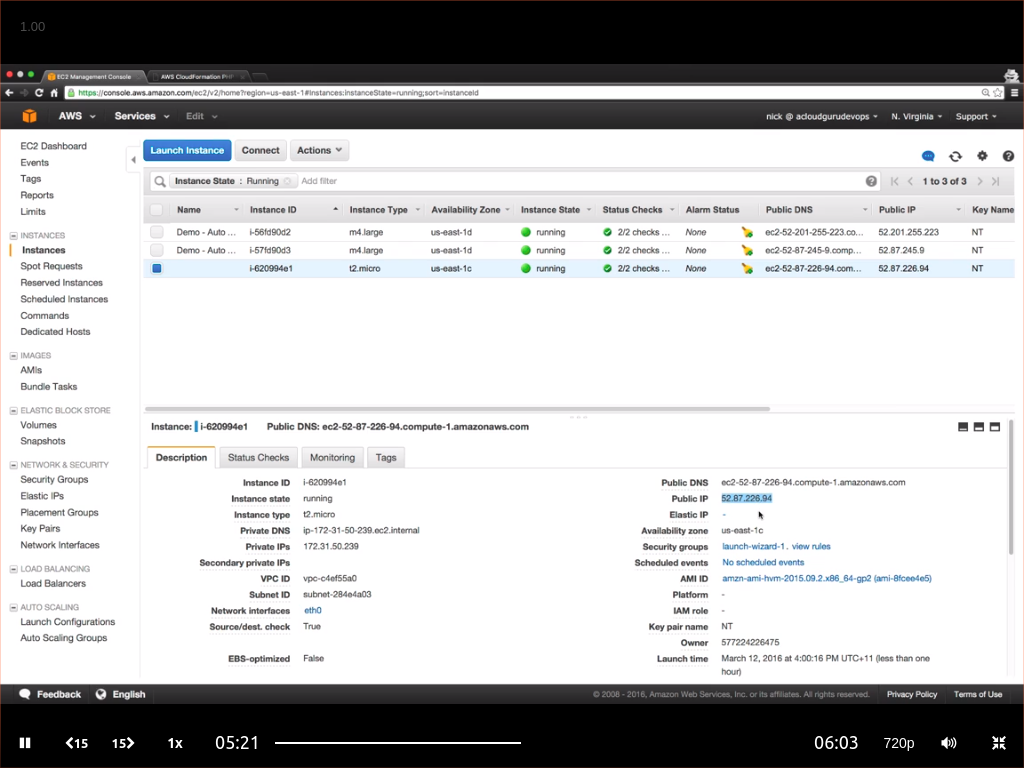 1.00
EC2 Management Console
AWS CloudFormation PHP
https://console.aws.amazon.com/ec2/v2/home?region=us-east-1#Instances:instanceState=running;sort=instanceId
AWS Services Edit nick @ acloudgurudevops N. Virginia Support
EC2 Dashboard
Events
Tags
Reports
Limits
INSTANCES
Instances
Spot Requests
Reserved Instances
Scheduled Instances
Commands
Dedicated Hosts
IMAGES
AMIs
Bundle Tasks
ELASTIC BLOCK STORE
Volumes
Snapshots
NETWORK & SECURITY
Security Groups
Elastic IPs
Placement Groups
Key Pairs
Network Interfaces
LOAD BALANCING
Load Balancers
AUTO SCALING
Launch Configurations
Auto Scaling Groups
Launch Instance Connect Actions
Instance State : Running Add filter 1 to 3 of 3
Name Instance ID Instance Type Availability Zone Instance State Status Checks Alarm Status Public DNS Public IP Key Name
Demo - Auto ... i-56fd90d2 m4.large us-east-1d running 2/2 checks ... None ec2-52-201-255-223.co... 52.201.255.223 NT
Demo - Auto ... i-57fd90d3 m4.large us-east-1d running 2/2 checks ... None ec2-52-87-245-9.comp... 52.87.245.9 NT
i-620994e1 t2.micro us-east-1c running 2/2 checks ... None ec2-52-87-226-94.com... 52.87.226.94 NT
Instance: i-620994e1 Public DNS: ec2-52-87-226-94.compute-1.amazonaws.com
Description Status Checks Monitoring Tags
Instance ID i-620994e1 Public DNS ec2-52-87-226-94.compute-1.amazonaws.com
Instance state running Public IP 52.87.226.94
Instance type t2.micro Elastic IP -
Private DNS ip-172-31-50-239.ec2.internal Availability zone us-east-1c
Private IPs 172.31.50.239 Security groups launch-wizard-1. view rules
Secondary private IPs Scheduled events No scheduled events
VPC ID vpc-c4ef55a0 AMI ID amzn-ami-hvm-2015.09.2.x86_64-gp2 (ami-8fcee4e5)
Subnet ID subnet-284e4a03 Platform -
Network interfaces eth0 IAM role -
Source/dest. check True Key pair name NT
Owner 577224226475
EBS-optimized False Launch time March 12, 2016 at 4:00:16 PM UTC+11 (less than one
hour)
Feedback English © 2008 - 2016, Amazon Web Services, Inc. or its affiliates. All rights reserved. Privacy Policy Terms of Use
15 15 1x 05:21 06:03 720p